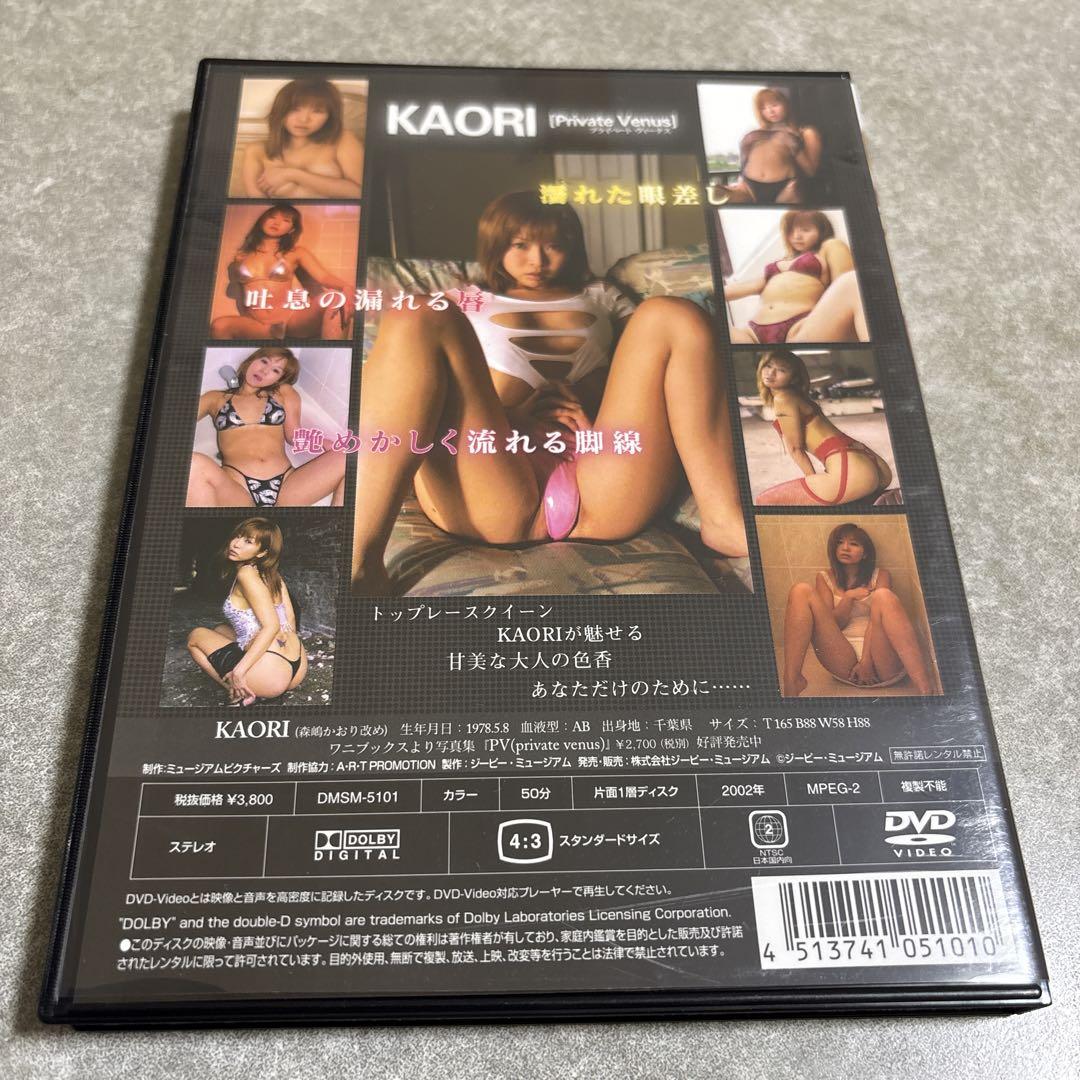 KAORI [Private Venus]
プライベート ヴィーナス
濡れた眼差し
吐息の漏れる唇
艶めかしく流れる脚線
トップレースクイーン
KAORIが魅せる
甘美な大人の色香
あなただけのために……
KAORI (森嶋かおり改め) 生年月日：1978.5.8 血液型：AB 出身地：千葉県 サイズ：T165 B88 W58 H88
ワニブックスより写真集『PV(private venus)』¥2,700 (税別) 好評発売中
制作:ミュージアムピクチャーズ 制作協力：A・R・T PROMOTION 製作：ジーピー・ミュージアム 発売・販売：株式会社ジーピー・ミュージアム ©ジーピー・ミュージアム
無許諾レンタル禁止
税抜価格 ¥3,800 DMSM-5101 カラー 50分 片面1層ディスク 2002年 MPEG-2 複製不能
ステレオ DOLBY DIGITAL 4:3 スタンダードサイズ 2 NTSC 日本国内向 DVD VIDEO
DVD-Videoとは映像と音声を高密度に記録したディスクです。DVD-Video対応プレーヤーで再生してください。
"DOLBY" and the double-D symbol are trademarks of Dolby Laboratories Licensing Corporation.
●このディスクの映像・音声並びにパッケージに関する総ての権利は著作権者が有しており、家庭内鑑賞を目的とした販売及び許諾
されたレンタルに限って許可されています。目的外使用、無断で複製、放送、上映、改変等を行うことは法律で禁止されています。
4 513741 051010